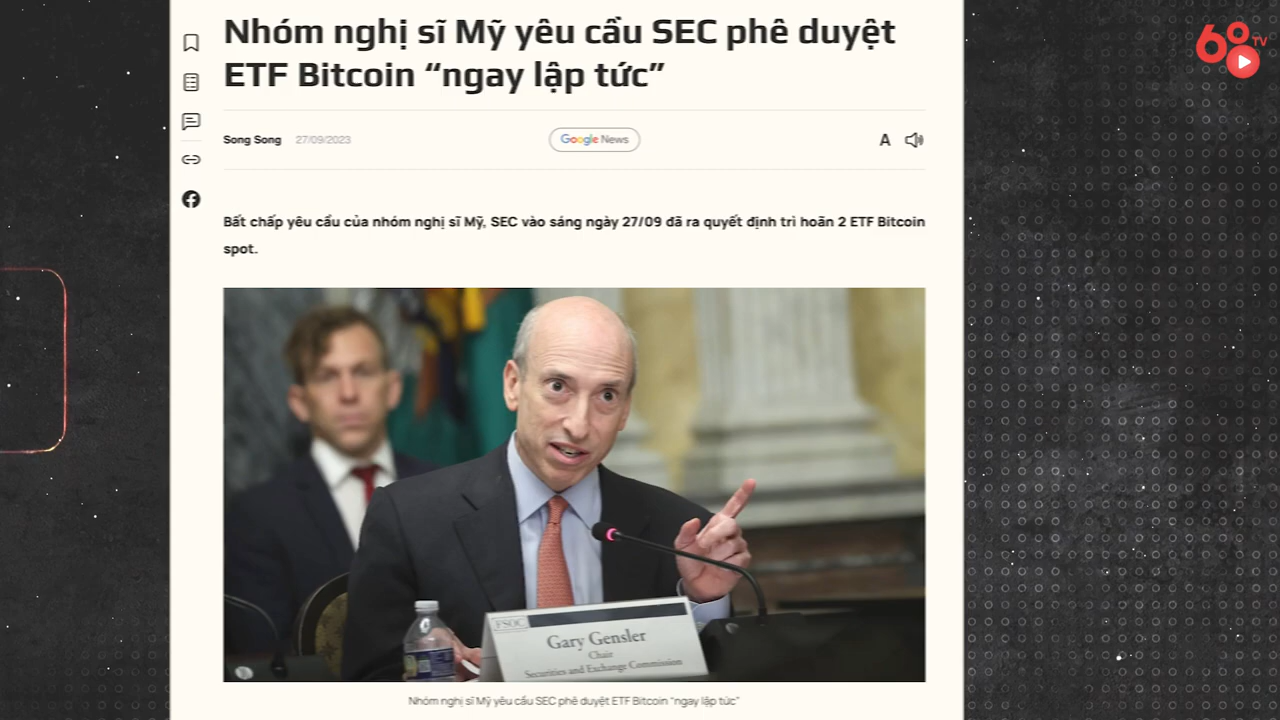 Nhóm nghị sĩ Mỹ yêu cầu SEC phê duyệt
ETF Bitcoin “ngay lập tức”
68
TV
Song Song 27/09/2023
Google News
A
Bất chấp yêu cầu của nhóm nghị sĩ Mỹ, SEC vào sáng ngày 27/09 đã ra quyết định trì hoãn 2 ETF Bitcoin
spot.
FSOC
Gary Gensler
Chair
Securities and Exchange Commission
Nhóm nghị sĩ Mỹ yêu cầu SEC phê duyệt ETF Bitcoin “ngay lập tức”